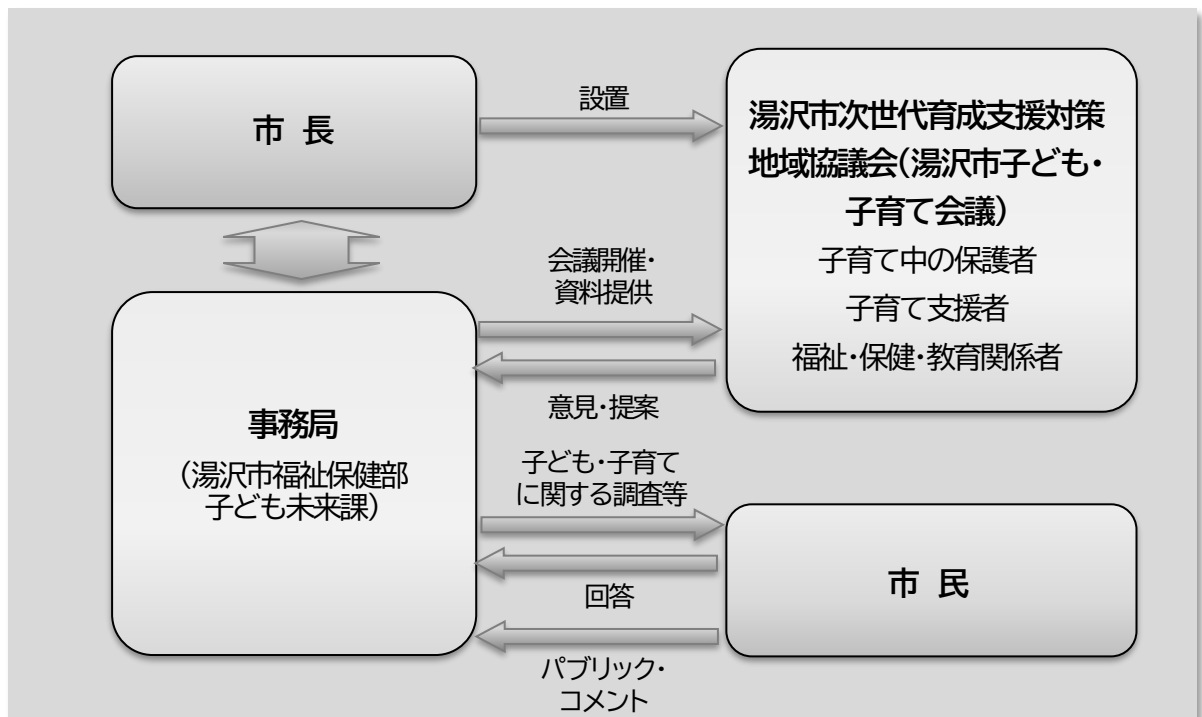 市 長
設置
湯沢市次世代育成支援対策
地域協議会(湯沢市子ども・
子育て会議)
子育て中の保護者
子育て支援者
福祉・保健・教育関係者
会議開催・
資料提供
意見・提案
事務局
(湯沢市福祉保健部
子ども未来課)
子ども・子育て
に関する調査等
回答
パブリック・
コメント
市 民